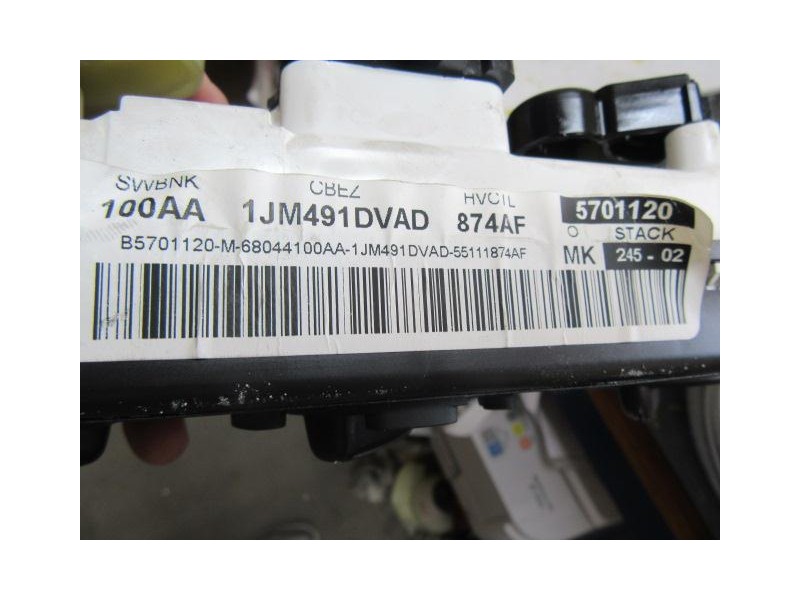 SWBNK CBEZ HVCTL
100AA 1JM491DVAD 874AF 5701120
O STACK
B5701120-M-68044100AA-1JM491DVAD-55111874AF MK 245-02